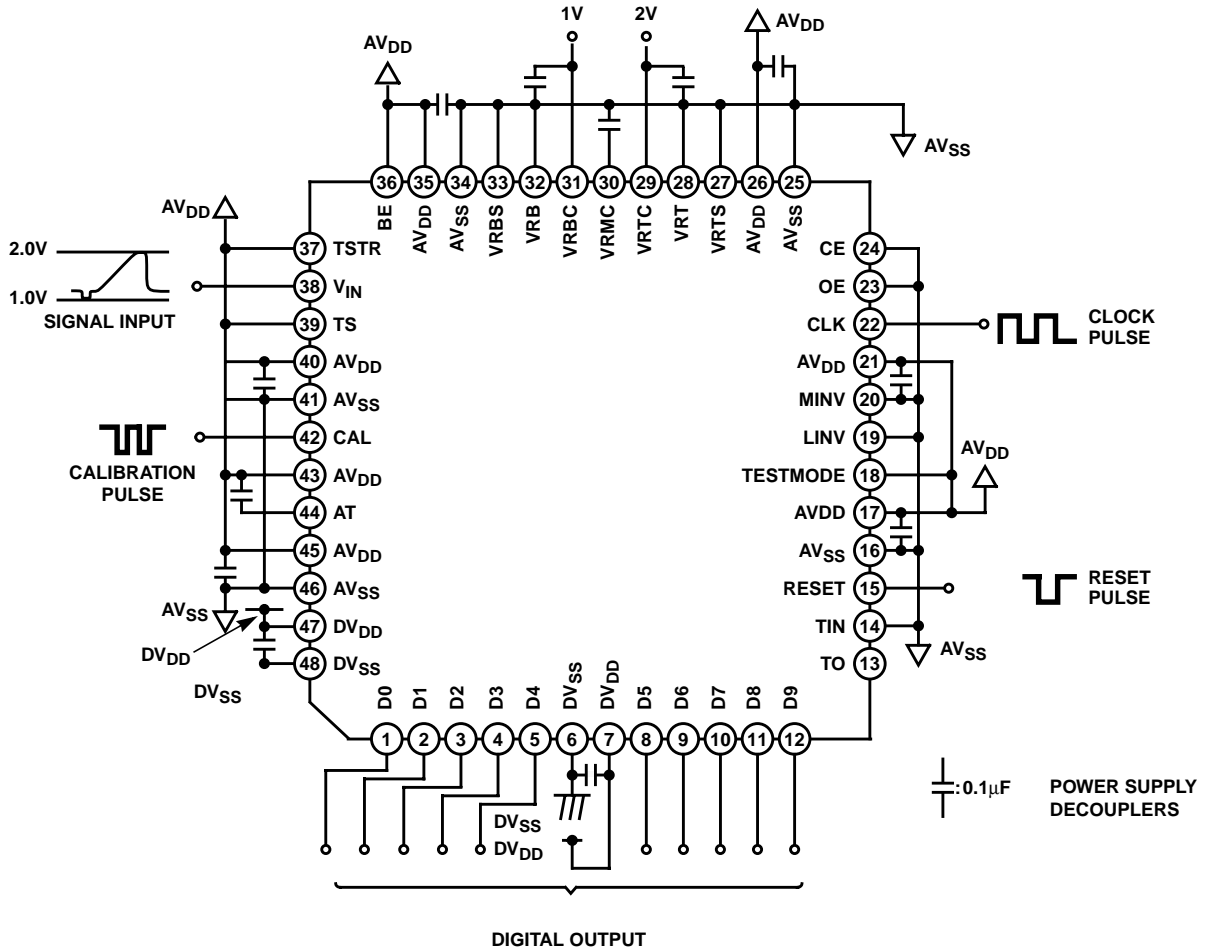 1V
2V
AVDD
AVDD
AVSS
36
35
34
33
32
31
30
29
28
27
26
25
BE
AVDD
AVSS
VRBS
VRB
VRBC
VRMC
VRTC
VRT
VRTS
AVDD
AVSS
AVDD
2.0V
1.0V
SIGNAL INPUT
37 TSTR
38 VIN
39 TS
40 AVDD
41 AVSS
42 CAL
43 AVDD
44 AT
45 AVDD
46 AVSS
47 DVDD
48 DVSS
CALIBRATION
PULSE
AVSS
DVDD
DVSS
CE 24
OE 23
CLK 22
AVDD 21
MINV 20
LINV 19
TESTMODE 18
AVDD 17
AVSS 16
RESET 15
TIN 14
TO 13
CLOCK
PULSE
AVDD
RESET
PULSE
AVSS
D0
D1
D2
D3
D4
DVSS
DVDD
D5
D6
D7
D8
D9
1
2
3
4
5
6
7
8
9
10
11
12
DVSS
DVDD
:0.1μF
POWER SUPPLY
DECOUPLERS
DIGITAL OUTPUT